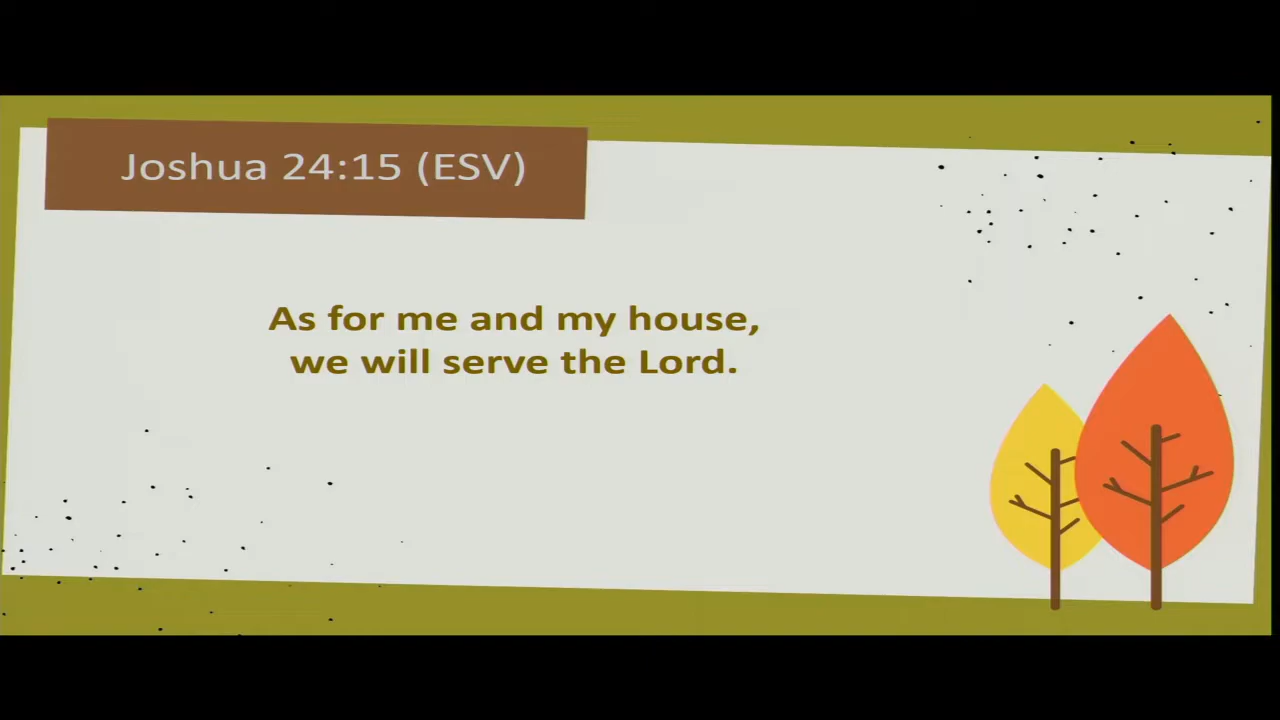 Joshua 24:15 (ESV)
As for me and my house,
we will serve the Lord.